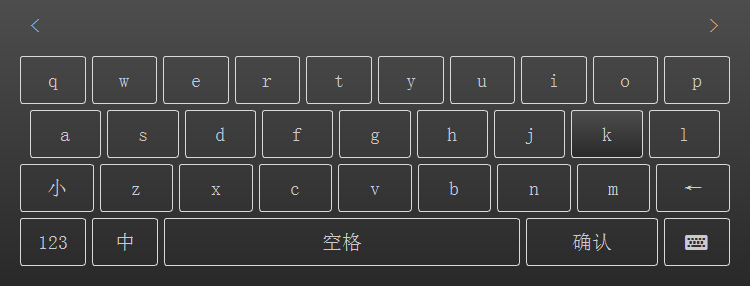 < >
q w e r t y u i o p
a s d f g h j k l
小 z x c v b n m ←
123 中 空格 确认